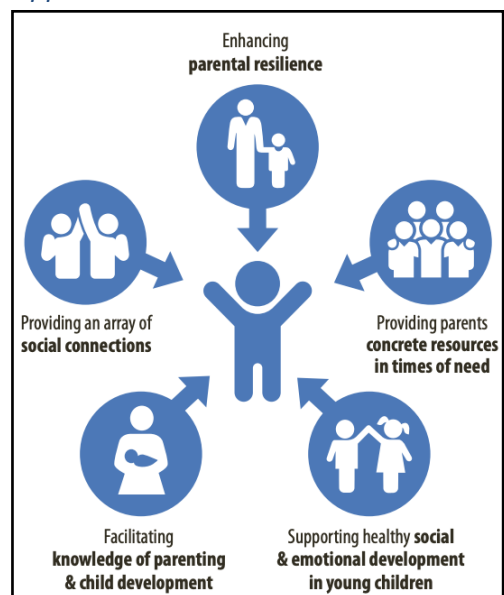 Enhancing
parental resilience
Providing an array of
social connections
Providing parents
concrete resources
in times of need
Facilitating
knowledge of parenting
& child development
Supporting healthy social
& emotional development
in young children